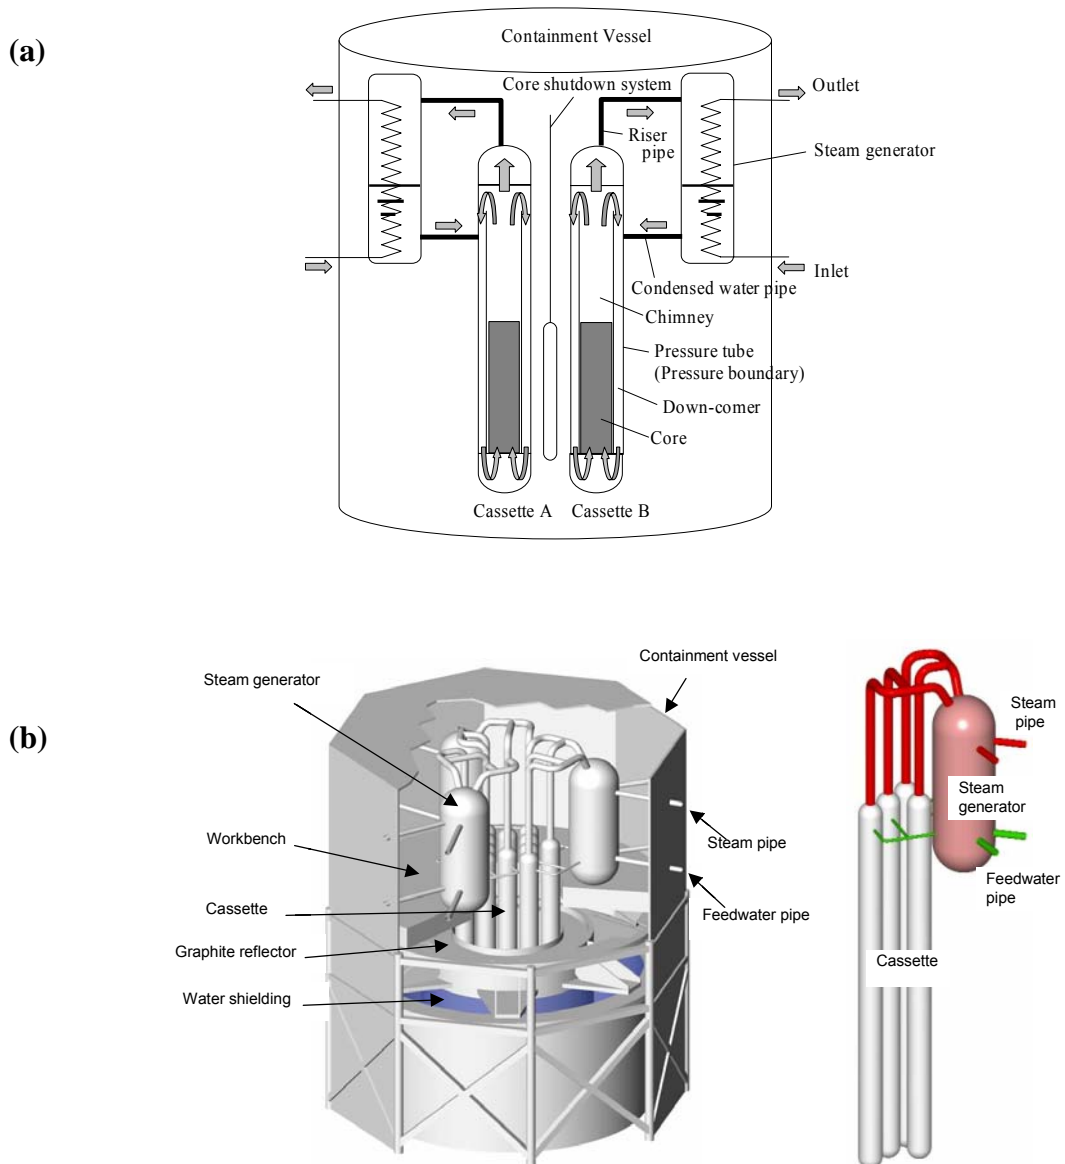 (a)
Containment Vessel
Core shutdown system
Outlet
Riser
pipe
Steam generator
Inlet
Condensed water pipe
Chimney
Pressure tube
(Pressure boundary)
Down-comer
Core
Cassette A
Cassette B
(b)
Steam generator
Containment vessel
Workbench
Cassette
Graphite reflector
Water shielding
Steam pipe
Feedwater pipe
Steam
pipe
Steam
generator
Feedwater
pipe
Cassette